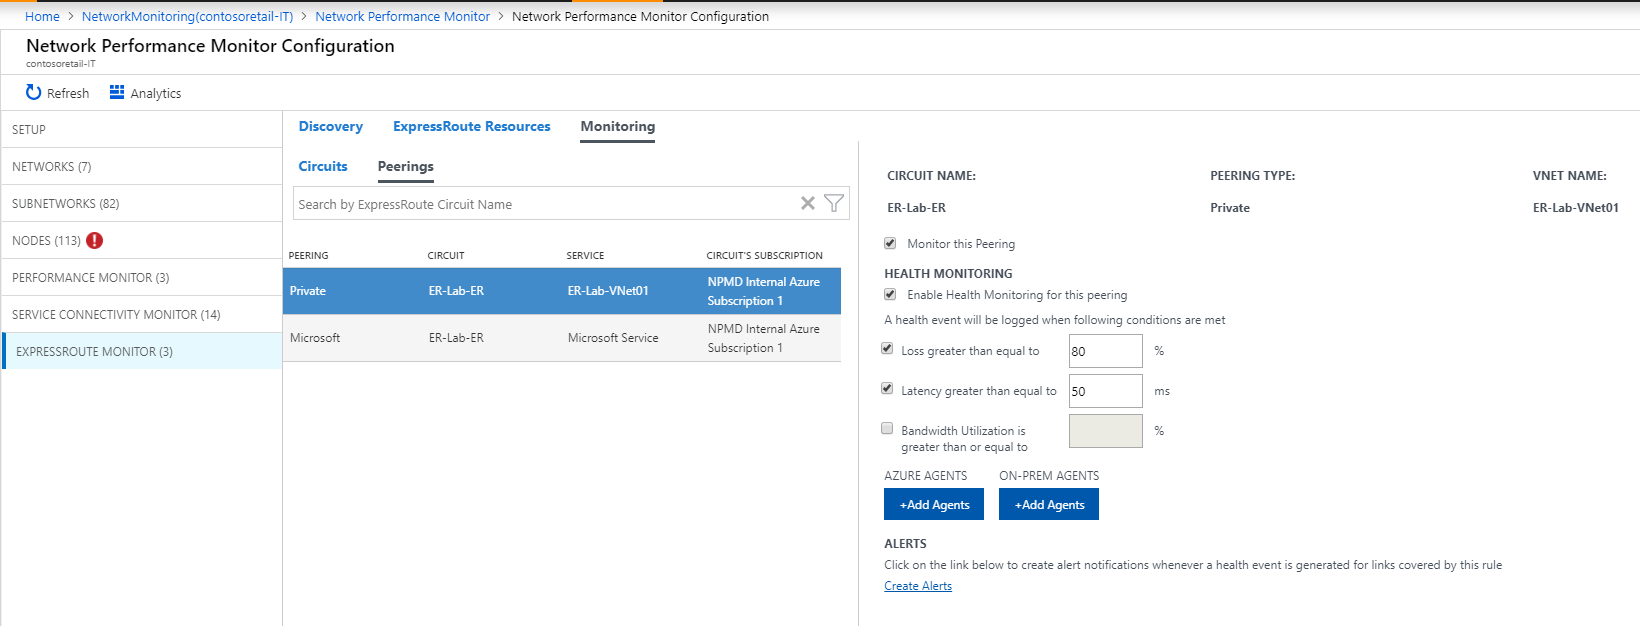 Home > NetworkMonitoring(contosoretail-IT) > Network Performance Monitor > Network Performance Monitor Configuration
Network Performance Monitor Configuration
contosoretail-IT
Refresh Analytics
SETUP
NETWORKS (7)
SUBNETWORKS (82)
NODES (113) !
PERFORMANCE MONITOR (3)
SERVICE CONNECTIVITY MONITOR (14)
EXPRESSROUTE MONITOR (3)
Discovery ExpressRoute Resources Monitoring
Circuits Peerings
Search by ExpressRoute Circuit Name
PEERING CIRCUIT SERVICE CIRCUIT'S SUBSCRIPTION
Private ER-Lab-ER ER-Lab-VNet01 NPMD Internal Azure
Subscription 1
Microsoft ER-Lab-ER Microsoft Service NPMD Internal Azure
Subscription 1
CIRCUIT NAME: PEERING TYPE: VNET NAME:
ER-Lab-ER Private ER-Lab-VNet01
Monitor this Peering
HEALTH MONITORING
Enable Health Monitoring for this peering
A health event will be logged when following conditions are met
Loss greater than equal to 80 %
Latency greater than equal to 50 ms
Bandwidth Utilization is
greater than or equal to %
AZURE AGENTS ON-PREM AGENTS
+Add Agents +Add Agents
ALERTS
Click on the link below to create alert notifications whenever a health event is generated for links covered by this rule
Create Alerts